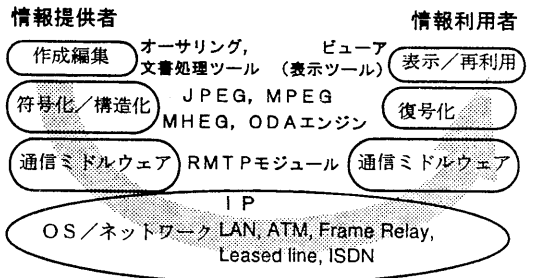 情報提供者
情報利用者
作成編集
オーサリング,
文書処理ツール
ビューア
(表示ツール)
表示／再利用
符号化／構造化
JPEG, MPEG
MHEG, ODAエンジン
復号化
通信ミドルウェア
RMTPモジュール
通信ミドルウェア
IP
OS／ネットワーク LAN, ATM, Frame Relay,
Leased line, ISDN